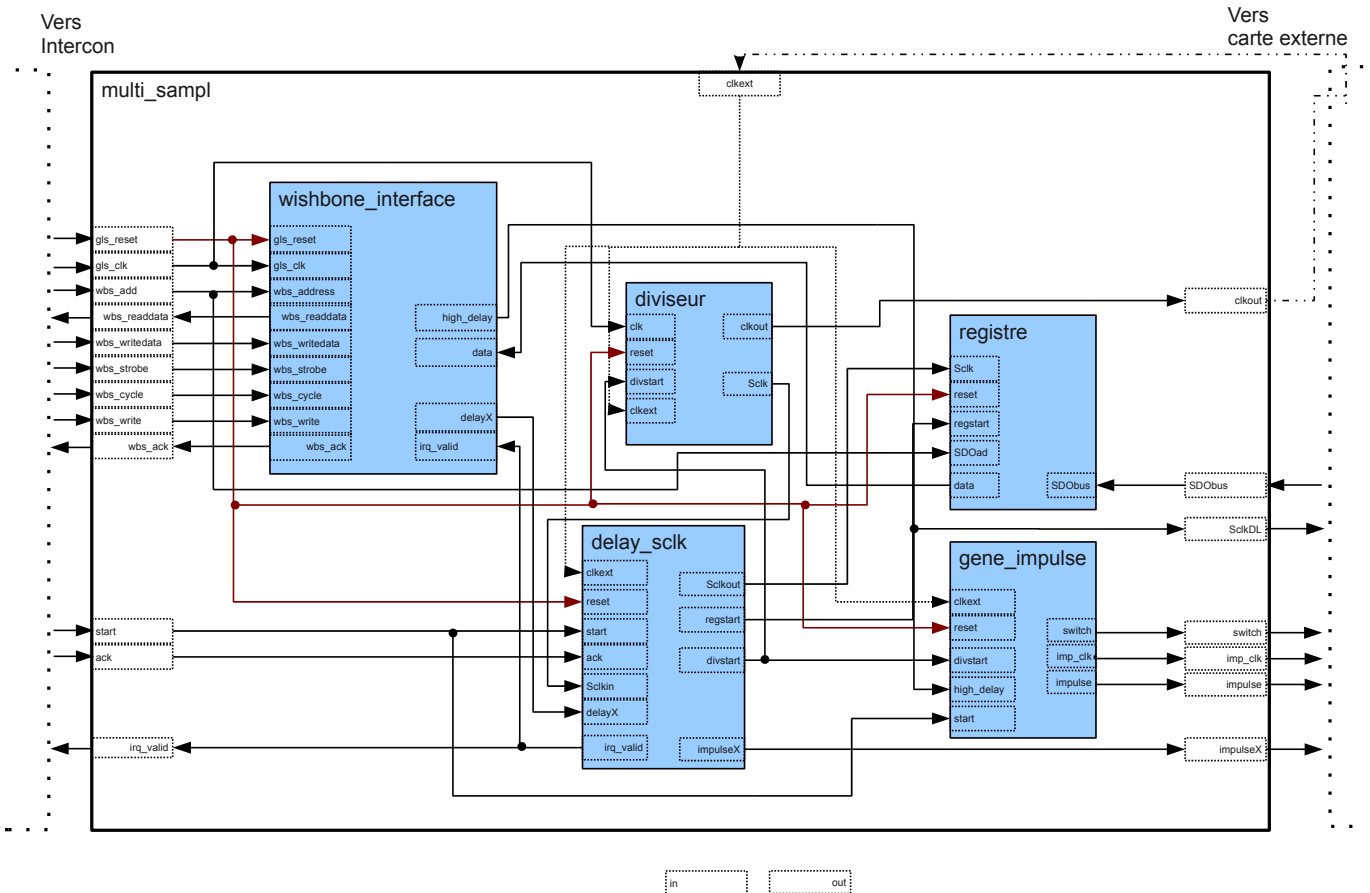 Vers
Intercon
Vers
carte externe
multi_sampl
clkext
gls_reset
gls_clk
wbs_add
wbs_readdata
wbs_writedata
wbs_strobe
wbs_cycle
wbs_write
wbs_ack
start
ack
irq_valid
wishbone_interface
gls_reset
gls_clk
wbs_address
wbs_readdata
wbs_writedata
wbs_strobe
wbs_cycle
wbs_write
wbs_ack
high_delay
data
delayX
irq_valid
diviseur
clk
reset
divstart
clkext
clkout
Sclk
registre
Sclk
reset
regstart
SDOad
data
SDObus
delay_sclk
clkext
reset
start
ack
Sclkin
delayX
irq_valid
Sclkout
regstart
divstart
impulseX
gene_impulse
clkext
reset
divstart
high_delay
start
switch
imp_clk
impulse
clkout
SDObus
SclkDL
switch
imp_clk
impulse
impulseX
in
out